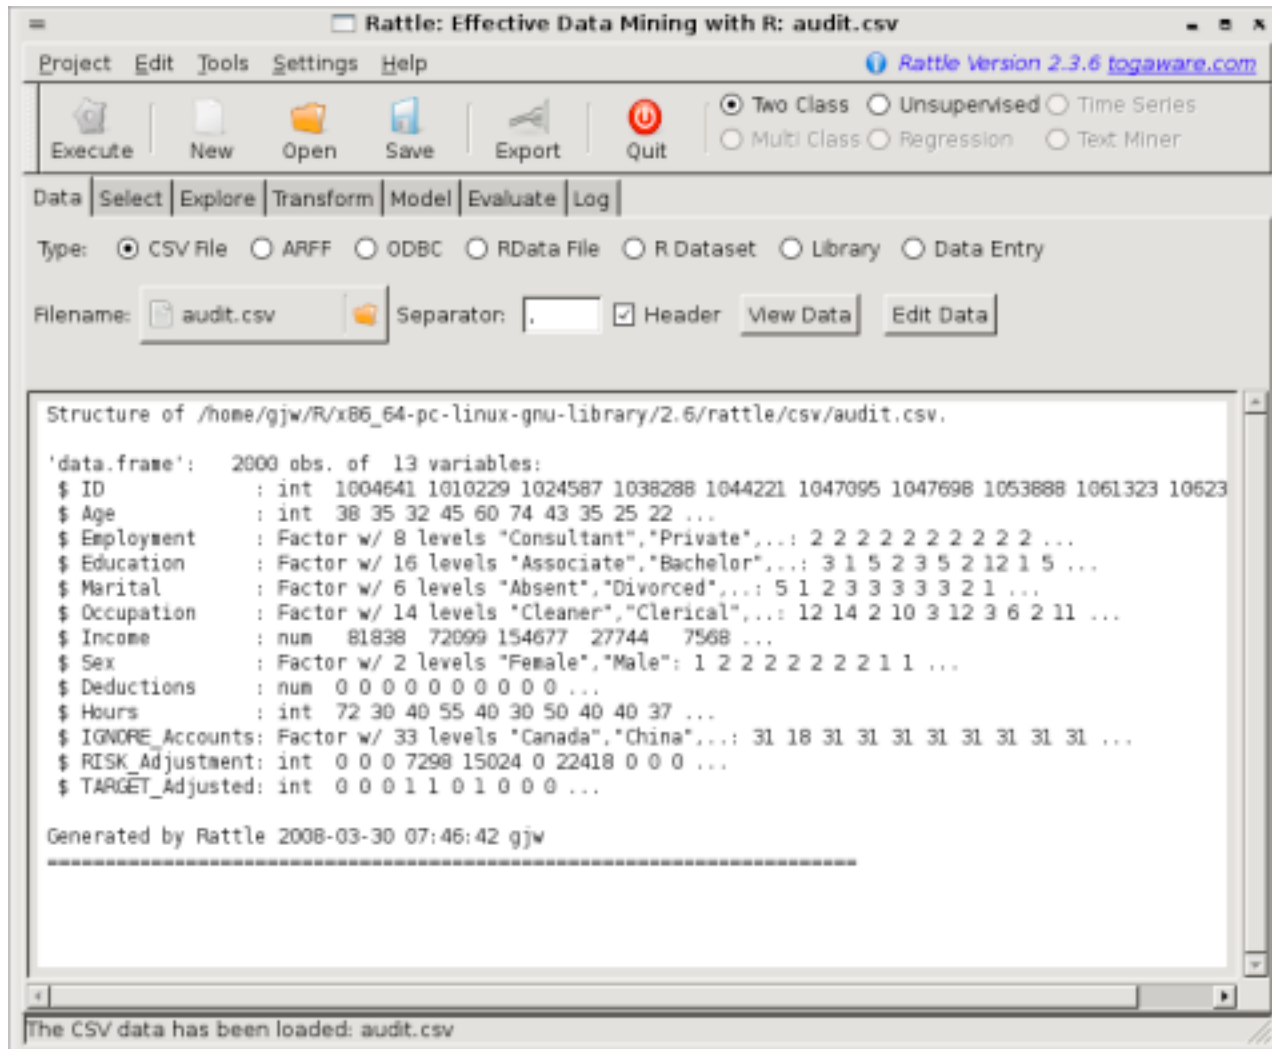 Rattle: Effective Data Mining with R: audit.csv
Project Edit Tools Settings Help Rattle Version 2.3.6 togaware.com
Execute New Open Save Export Quit
Two Class Unsupervised Time Series
Multi Class Regression Text Miner
Data Select Explore Transform Model Evaluate Log
Type: CSV File ARFF ODBC RData File R Dataset Library Data Entry
Filename: audit.csv Separator: , Header View Data Edit Data
Structure of /home/gjw/R/x86_64-pc-linux-gnu-library/2.6/rattle/csv/audit.csv.
'data.frame': 2000 obs. of 13 variables:
$ ID : int 1004641 1010229 1024587 1038288 1044221 1047095 1047698 1053888 1061323 10623
$ Age : int 38 35 32 45 60 74 43 35 25 22 ...
$ Employment : Factor w/ 8 levels "Consultant","Private",..: 2 2 2 2 2 2 2 2 2 2 ...
$ Education : Factor w/ 16 levels "Associate","Bachelor",..: 3 1 5 2 3 5 2 12 1 5 ...
$ Marital : Factor w/ 6 levels "Absent","Divorced",..: 5 1 2 3 3 3 3 3 2 1 ...
$ Occupation : Factor w/ 14 levels "Cleaner","Clerical",..: 12 14 2 10 3 12 3 6 2 11 ...
$ Income : num 81838 72099 154677 27744 7568 ...
$ Sex : Factor w/ 2 levels "Female","Male": 1 2 2 2 2 2 2 2 1 1 ...
$ Deductions : num 0 0 0 0 0 0 0 0 0 0 ...
$ Hours : int 72 30 40 55 40 30 50 40 40 37 ...
$ IGNORE_Accounts: Factor w/ 33 levels "Canada","China",..: 31 18 31 31 31 31 31 31 31 31 ...
$ RISK_Adjustment: int 0 0 0 7298 15024 0 22418 0 0 0 ...
$ TARGET_Adjusted: int 0 0 0 1 1 0 1 0 0 0 ...
Generated by Rattle 2008-03-30 07:46:42 gjw
======================================================================
The CSV data has been loaded: audit.csv